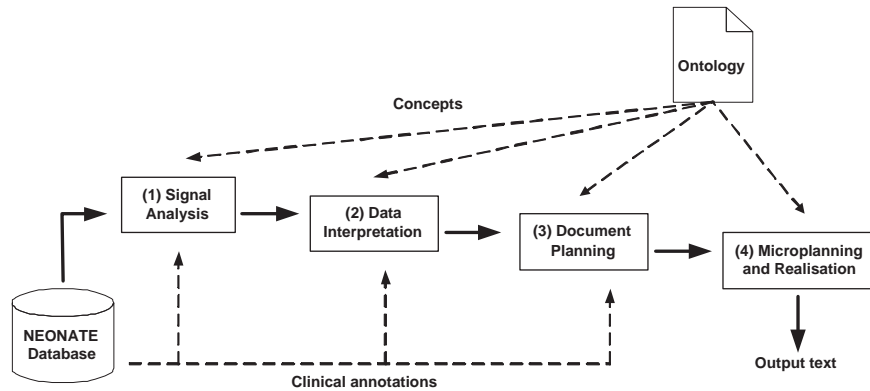 Ontology
Concepts
(1) Signal
Analysis
(2) Data
Interpretation
(3) Document
Planning
(4) Microplanning
and Realisation
NEONATE
Database
Clinical annotations
Output text